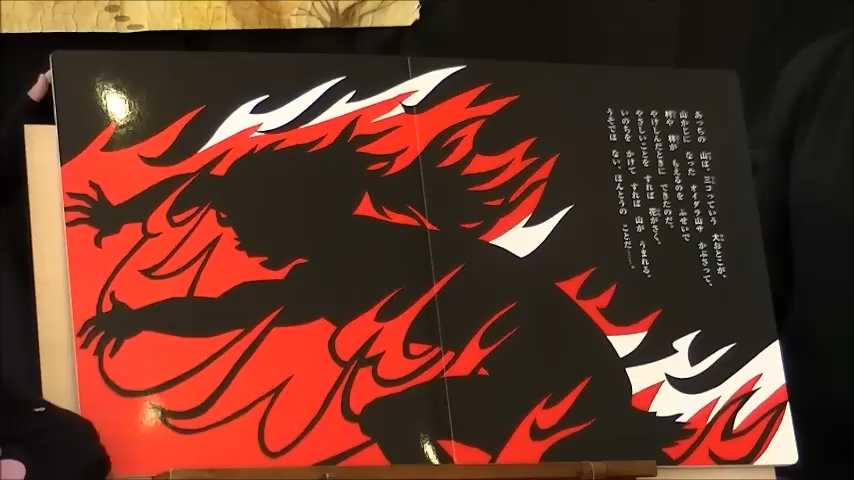 あっちの 山は、三コっていう 大おとこが、
山かじに なった オイダラ山サ かぶさって、
村や 林が もえるのを ふせいで
やけしんだときに できたのだ。
やさしいことを すれば 花がさく。
いのちを かけて すれば 山が うまれる。
うそでは ない、ほんとうの ことだ……。